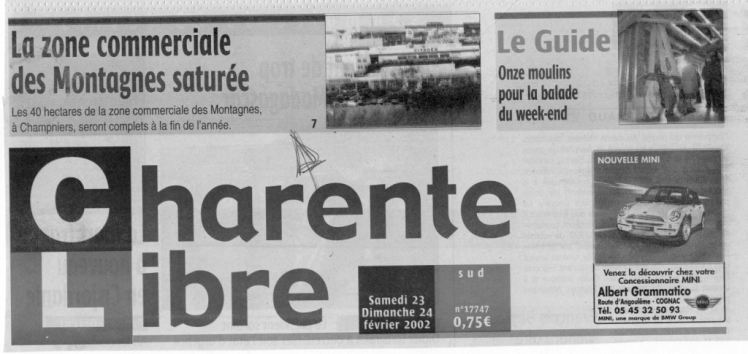 La zone commerciale
des Montagnes saturée
Les 40 hectares de la zone commerciale des Montagnes,
à Champniers, seront complets à la fin de l'année.
7
CITROËN
Le Guide
Onze moulins
pour la balade
du week-end
Charente
Libre
sud
Samedi 23
Dimanche 24
février 2002
n°17747
0,75€
NOUVELLE MINI
Venez la découvrir chez votre
Concessionnaire MINI
Albert Grammatico
Route d'Angoulême - COGNAC
Tél. 05 45 32 50 93
MINI, une marque de BMW Group
MINI